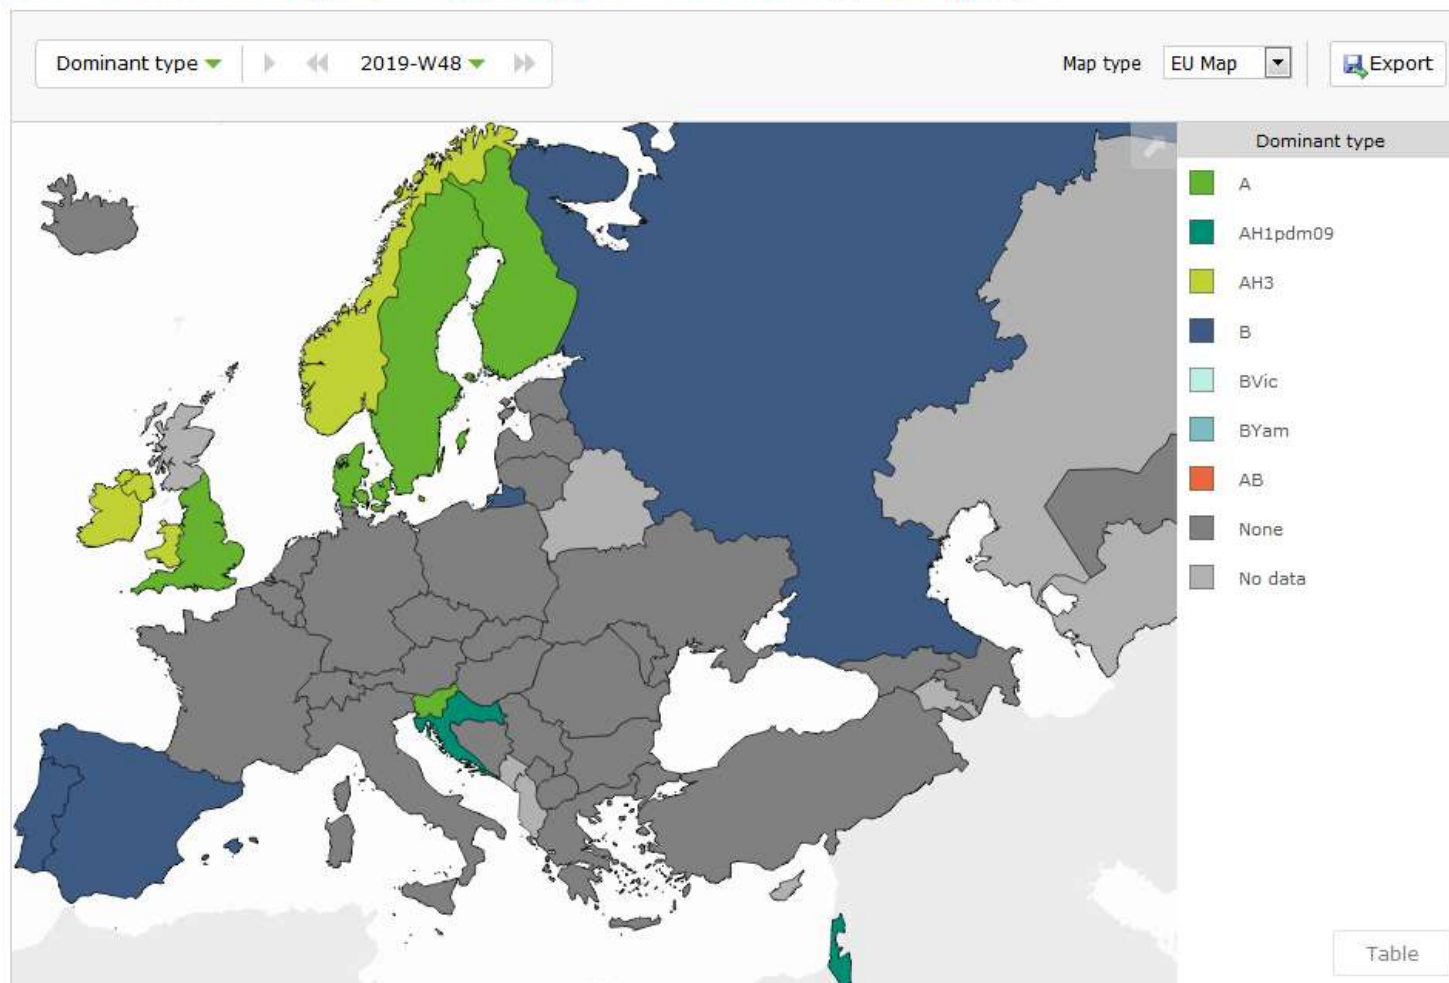 Dominant type 2019-W48 Map type EU Map Export
Dominant type
A
AH1pdm09
AH3
B
BVic
BYam
AB
None
No data
Table